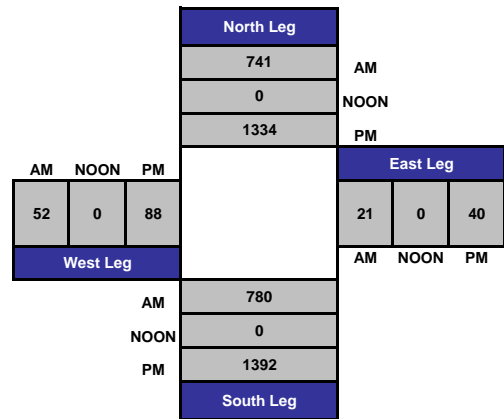 North Leg
741 AM
0 NOON
1334 PM
AM NOON PM East Leg
52 0 88 21 0 40
West Leg AM NOON PM
AM 780
NOON 0
PM 1392
South Leg